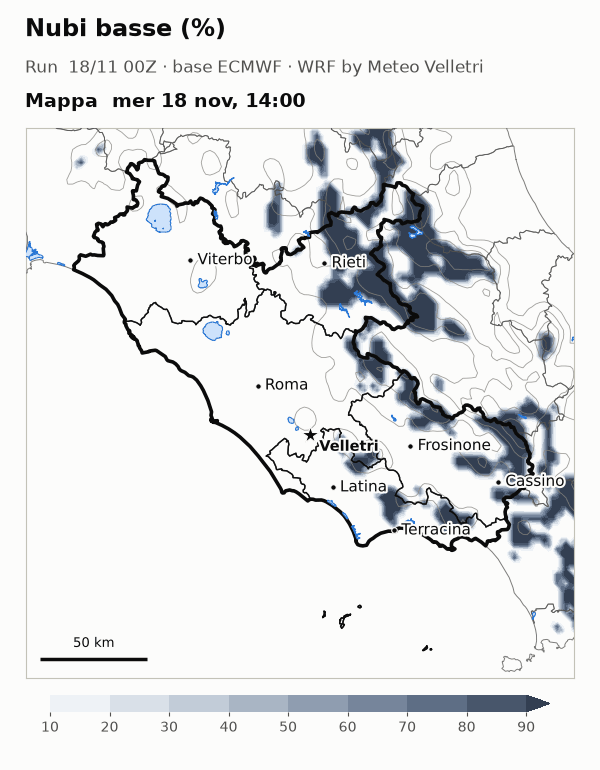 Nubi basse (%)
Run  18/11 00Z · base ECMWF · WRF by Meteo Velletri
Mappa  mer 18 nov, 14:00
Viterbo
Rieti
Roma
Velletri
Frosinone
Latina
Cassino
Terracina
50 km
10 20 30 40 50 60 70 80 90